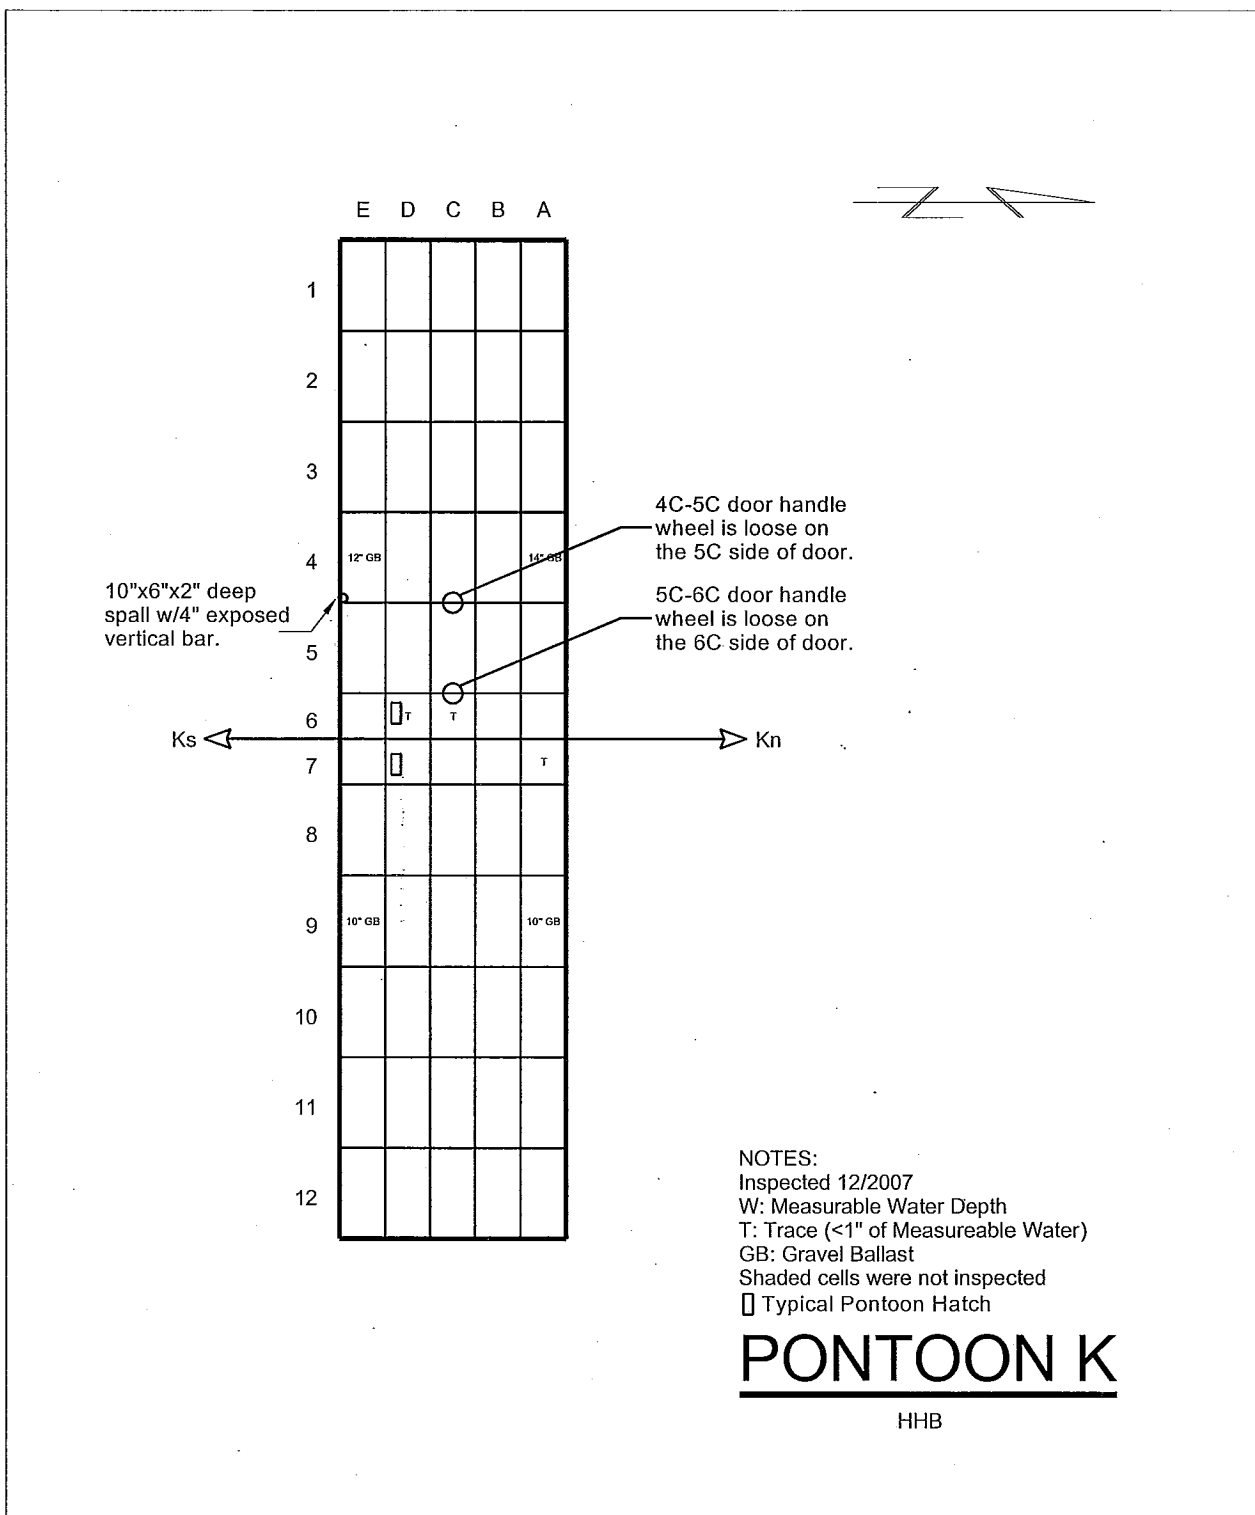 E D C B A
1
2
3
4C-5C door handle
wheel is loose on
the 5C side of door.
4 12" GB 14" GB
10"x6"x2" deep
spall w/4" exposed
vertical bar.
5C-6C door handle
wheel is loose on
the 6C side of door.
5
6 T T
Ks Kn
7 T
8
9 10" GB 10" GB
10
11
12
NOTES:
Inspected 12/2007
W: Measurable Water Depth
T: Trace (<1" of Measureable Water)
GB: Gravel Ballast
Shaded cells were not inspected
Typical Pontoon Hatch
PONTOON K
HHB